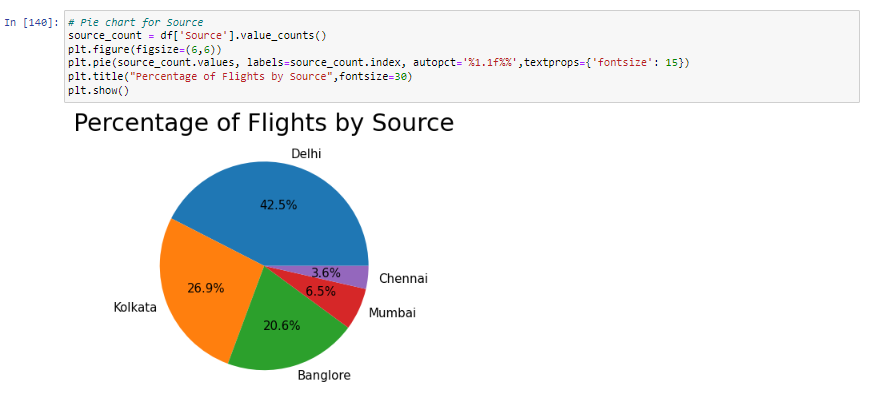 In [140]: # Pie chart for Source
source_count = df['Source'].value_counts()
plt.figure(figsize=(6,6))
plt.pie(source_count.values, labels=source_count.index, autopct='%1.1f%%',textprops={'fontsize': 15})
plt.title("Percentage of Flights by Source",fontsize=30)
plt.show()
Percentage of Flights by Source
Delhi
42.5%
3.6%
Chennai
26.9%
6.5%
Kolkata
Mumbai
20.6%
Banglore